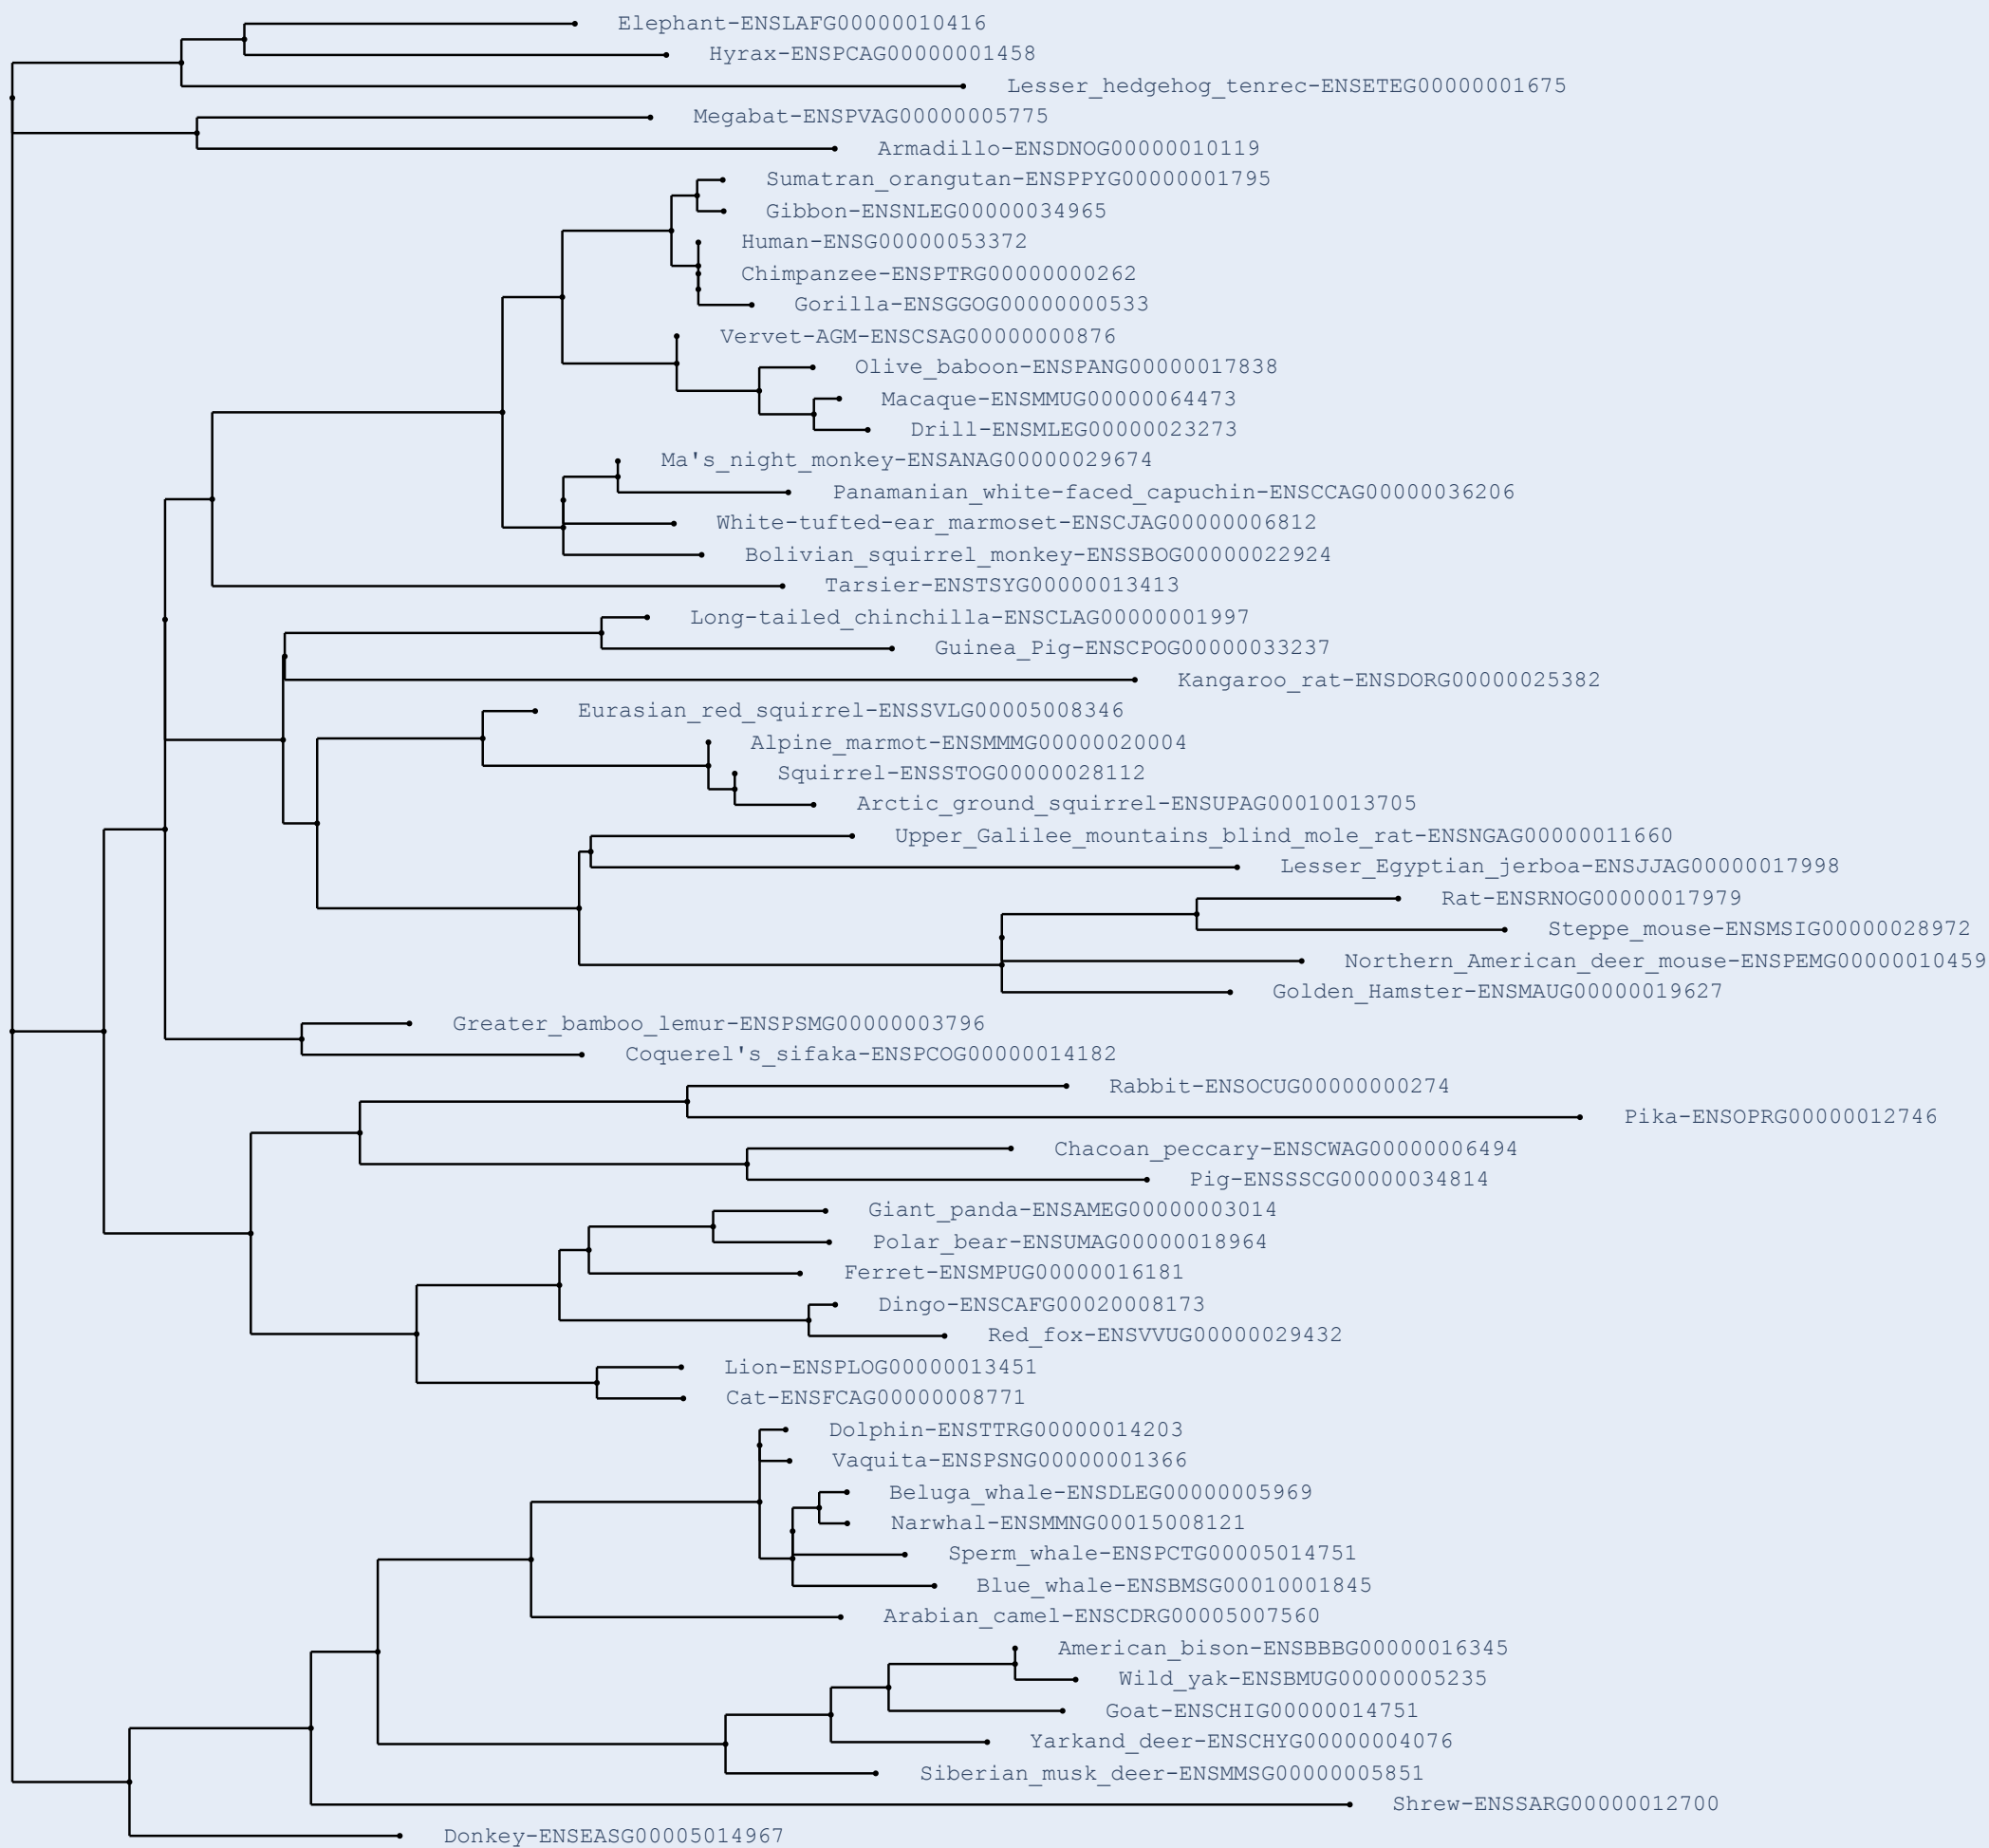 Elephant-ENSLAFG00000010416
Hyrax-ENSPCAG00000001458
Lesser_hedgehog_tenrec-ENSETEG00000001675
Megabat-ENSPVAG00000005775
Armadillo-ENSDNOG00000010119
Sumatran_orangutan-ENSPPYG00000001795
Gibbon-ENSNLEG00000034965
Human-ENSG00000053372
Chimpanzee-ENSPTRG00000000262
Gorilla-ENSGGOG00000000533
Vervet-AGM-ENSCSAG00000000876
Olive_baboon-ENSPANG00000017838
Macaque-ENSMMUG00000064473
Drill-ENSMLEG00000023273
Ma's_night_monkey-ENSANAG00000029674
Panamanian_white-faced_capuchin-ENSCCAG00000036206
White-tufted-ear_marmoset-ENSCJAG00000006812
Bolivian_squirrel_monkey-ENSSBOG00000022924
Tarsier-ENSTSYG00000013413
Long-tailed_chinchilla-ENSCLAG00000001997
Guinea_Pig-ENSCPOG00000033237
Kangaroo_rat-ENSDORG00000025382
Eurasian_red_squirrel-ENSSVLG00005008346
Alpine_marmot-ENSMMMG00000020004
Squirrel-ENSSTOG00000028112
Arctic_ground_squirrel-ENSUPAG00010013705
Upper_Galilee_mountains_blind_mole_rat-ENSNGAG00000011660
Lesser_Egyptian_jerboa-ENSJJAG00000017998
Rat-ENSRNOG00000017979
Steppe_mouse-ENSMSIG00000028972
Northern_American_deer_mouse-ENSPEMG00000010459
Golden_Hamster-ENSMAUG00000019627
Greater_bamboo_lemur-ENSPSMG00000003796
Coquerel's_sifaka-ENSPCOG00000014182
Rabbit-ENSOCUG00000000274
Pika-ENSOPRG00000012746
Chacoan_peccary-ENSCWAG00000006494
Pig-ENSSSCG00000034814
Giant_panda-ENSAMEG00000003014
Polar_bear-ENSUMAG00000018964
Ferret-ENSMPUG00000016181
Dingo-ENSCAFG00020008173
Red_fox-ENSVVUG00000029432
Lion-ENSPLOG00000013451
Cat-ENSFCAG00000008771
Dolphin-ENSTTRG00000014203
Vaquita-ENSPSNG00000001366
Beluga_whale-ENSDLEG00000005969
Narwhal-ENSMMNG00015008121
Sperm_whale-ENSPCTG00005014751
Blue_whale-ENSBMSG00010001845
Arabian_camel-ENSCDRG00005007560
American_bison-ENSBBBG00000016345
Wild_yak-ENSBMUG00000005235
Goat-ENSCHIG00000014751
Yarkand_deer-ENSCHYG00000004076
Siberian_musk_deer-ENSMMSG00000005851
Shrew-ENSSARG00000012700
Donkey-ENSEASG00005014967